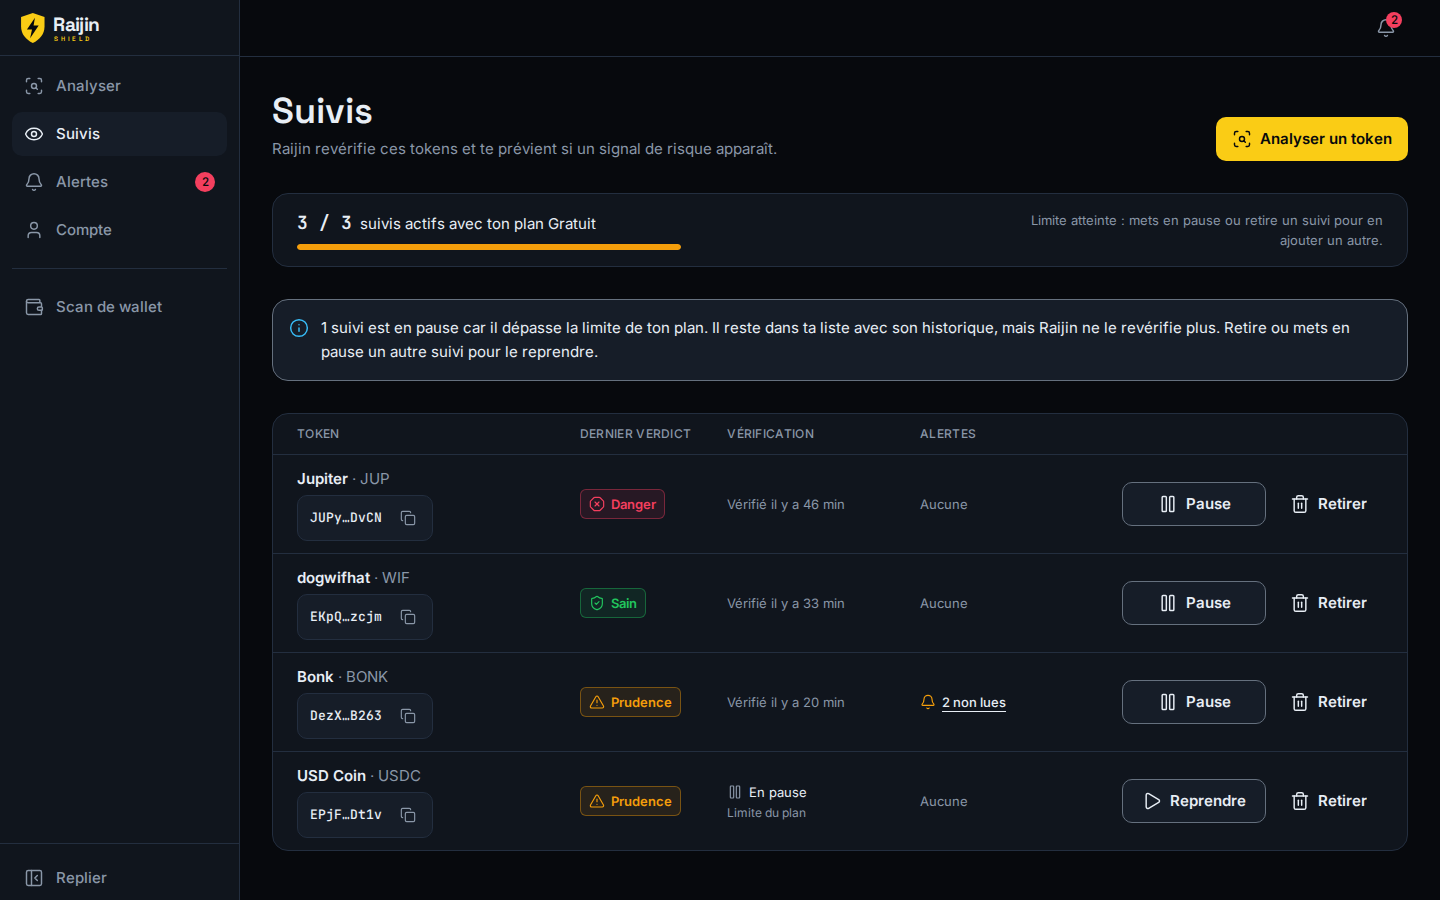 Raijin
SHIELD
2
Analyser
Suivis
Alertes 2
Compte
Scan de wallet
Replier
Suivis
Raijin revérifie ces tokens et te prévient si un signal de risque apparaît.
Analyser un token
3 / 3 suivis actifs avec ton plan Gratuit
Limite atteinte : mets en pause ou retire un suivi pour en
ajouter un autre.
1 suivi est en pause car il dépasse la limite de ton plan. Il reste dans ta liste avec son historique, mais Raijin ne le revérifie plus. Retire ou mets en
pause un autre suivi pour le reprendre.
TOKEN DERNIER VERDICT VÉRIFICATION ALERTES
Jupiter · JUP
JUPy…DvCN
Danger
Vérifié il y a 46 min
Aucune
Pause
Retirer
dogwifhat · WIF
EKpQ…zcjm
Sain
Vérifié il y a 33 min
Aucune
Pause
Retirer
Bonk · BONK
DezX…B263
Prudence
Vérifié il y a 20 min
2 non lues
Pause
Retirer
USD Coin · USDC
EPjF…Dt1v
Prudence
En pause
Limite du plan
Aucune
Reprendre
Retirer